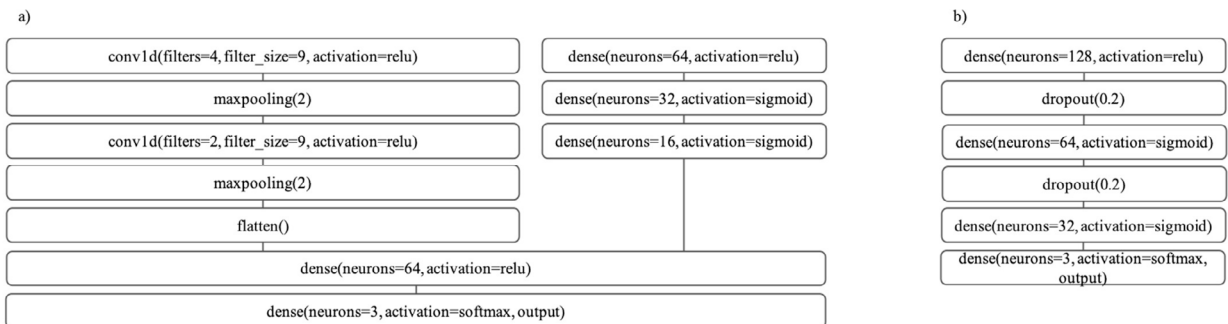 a)
conv1d(filters=4, filter_size=9, activation=relu)
maxpooling(2)
conv1d(filters=2, filter_size=9, activation=relu)
maxpooling(2)
flatten()
dense(neurons=64, activation=relu)
dense(neurons=32, activation=sigmoid)
dense(neurons=16, activation=sigmoid)
dense(neurons=64, activation=relu)
dense(neurons=3, activation=softmax, output)
b)
dense(neurons=128, activation=relu)
dropout(0.2)
dense(neurons=64, activation=sigmoid)
dropout(0.2)
dense(neurons=32, activation=sigmoid)
dense(neurons=3, activation=softmax,
output)